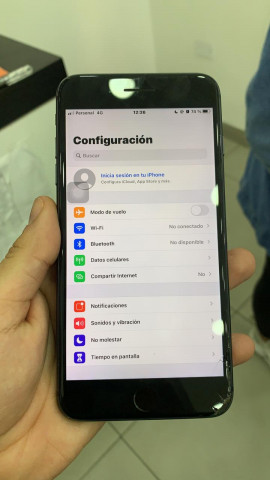 Personal 4G
12:36
Configuración
Buscar
Inicia sesión en tu iPhone
Configura iCloud, App Store y más.
Modo de vuelo
Wi-Fi No conectado
Bluetooth No disponible
Datos celulares
Compartir Internet No
Notificaciones
Sonidos y vibración
No molestar
Tiempo en pantalla